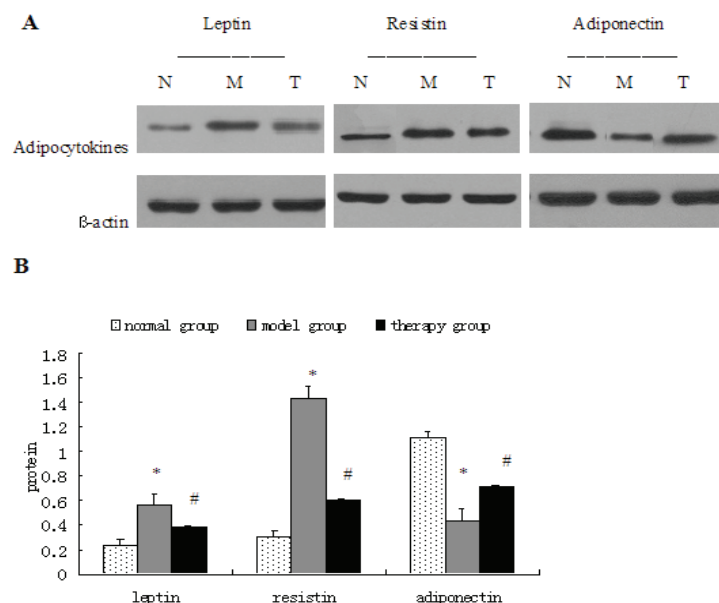 A
Leptin Resistin Adiponectin
N M T N M T N M T
Adipocytokines
ß-actin
B
normal group model group therapy group
1.8
1.6
1.4
1.2
1
0.8
0.6
0.4
0.2
0
protein
* # * # * #
leptin resistin adiponectin